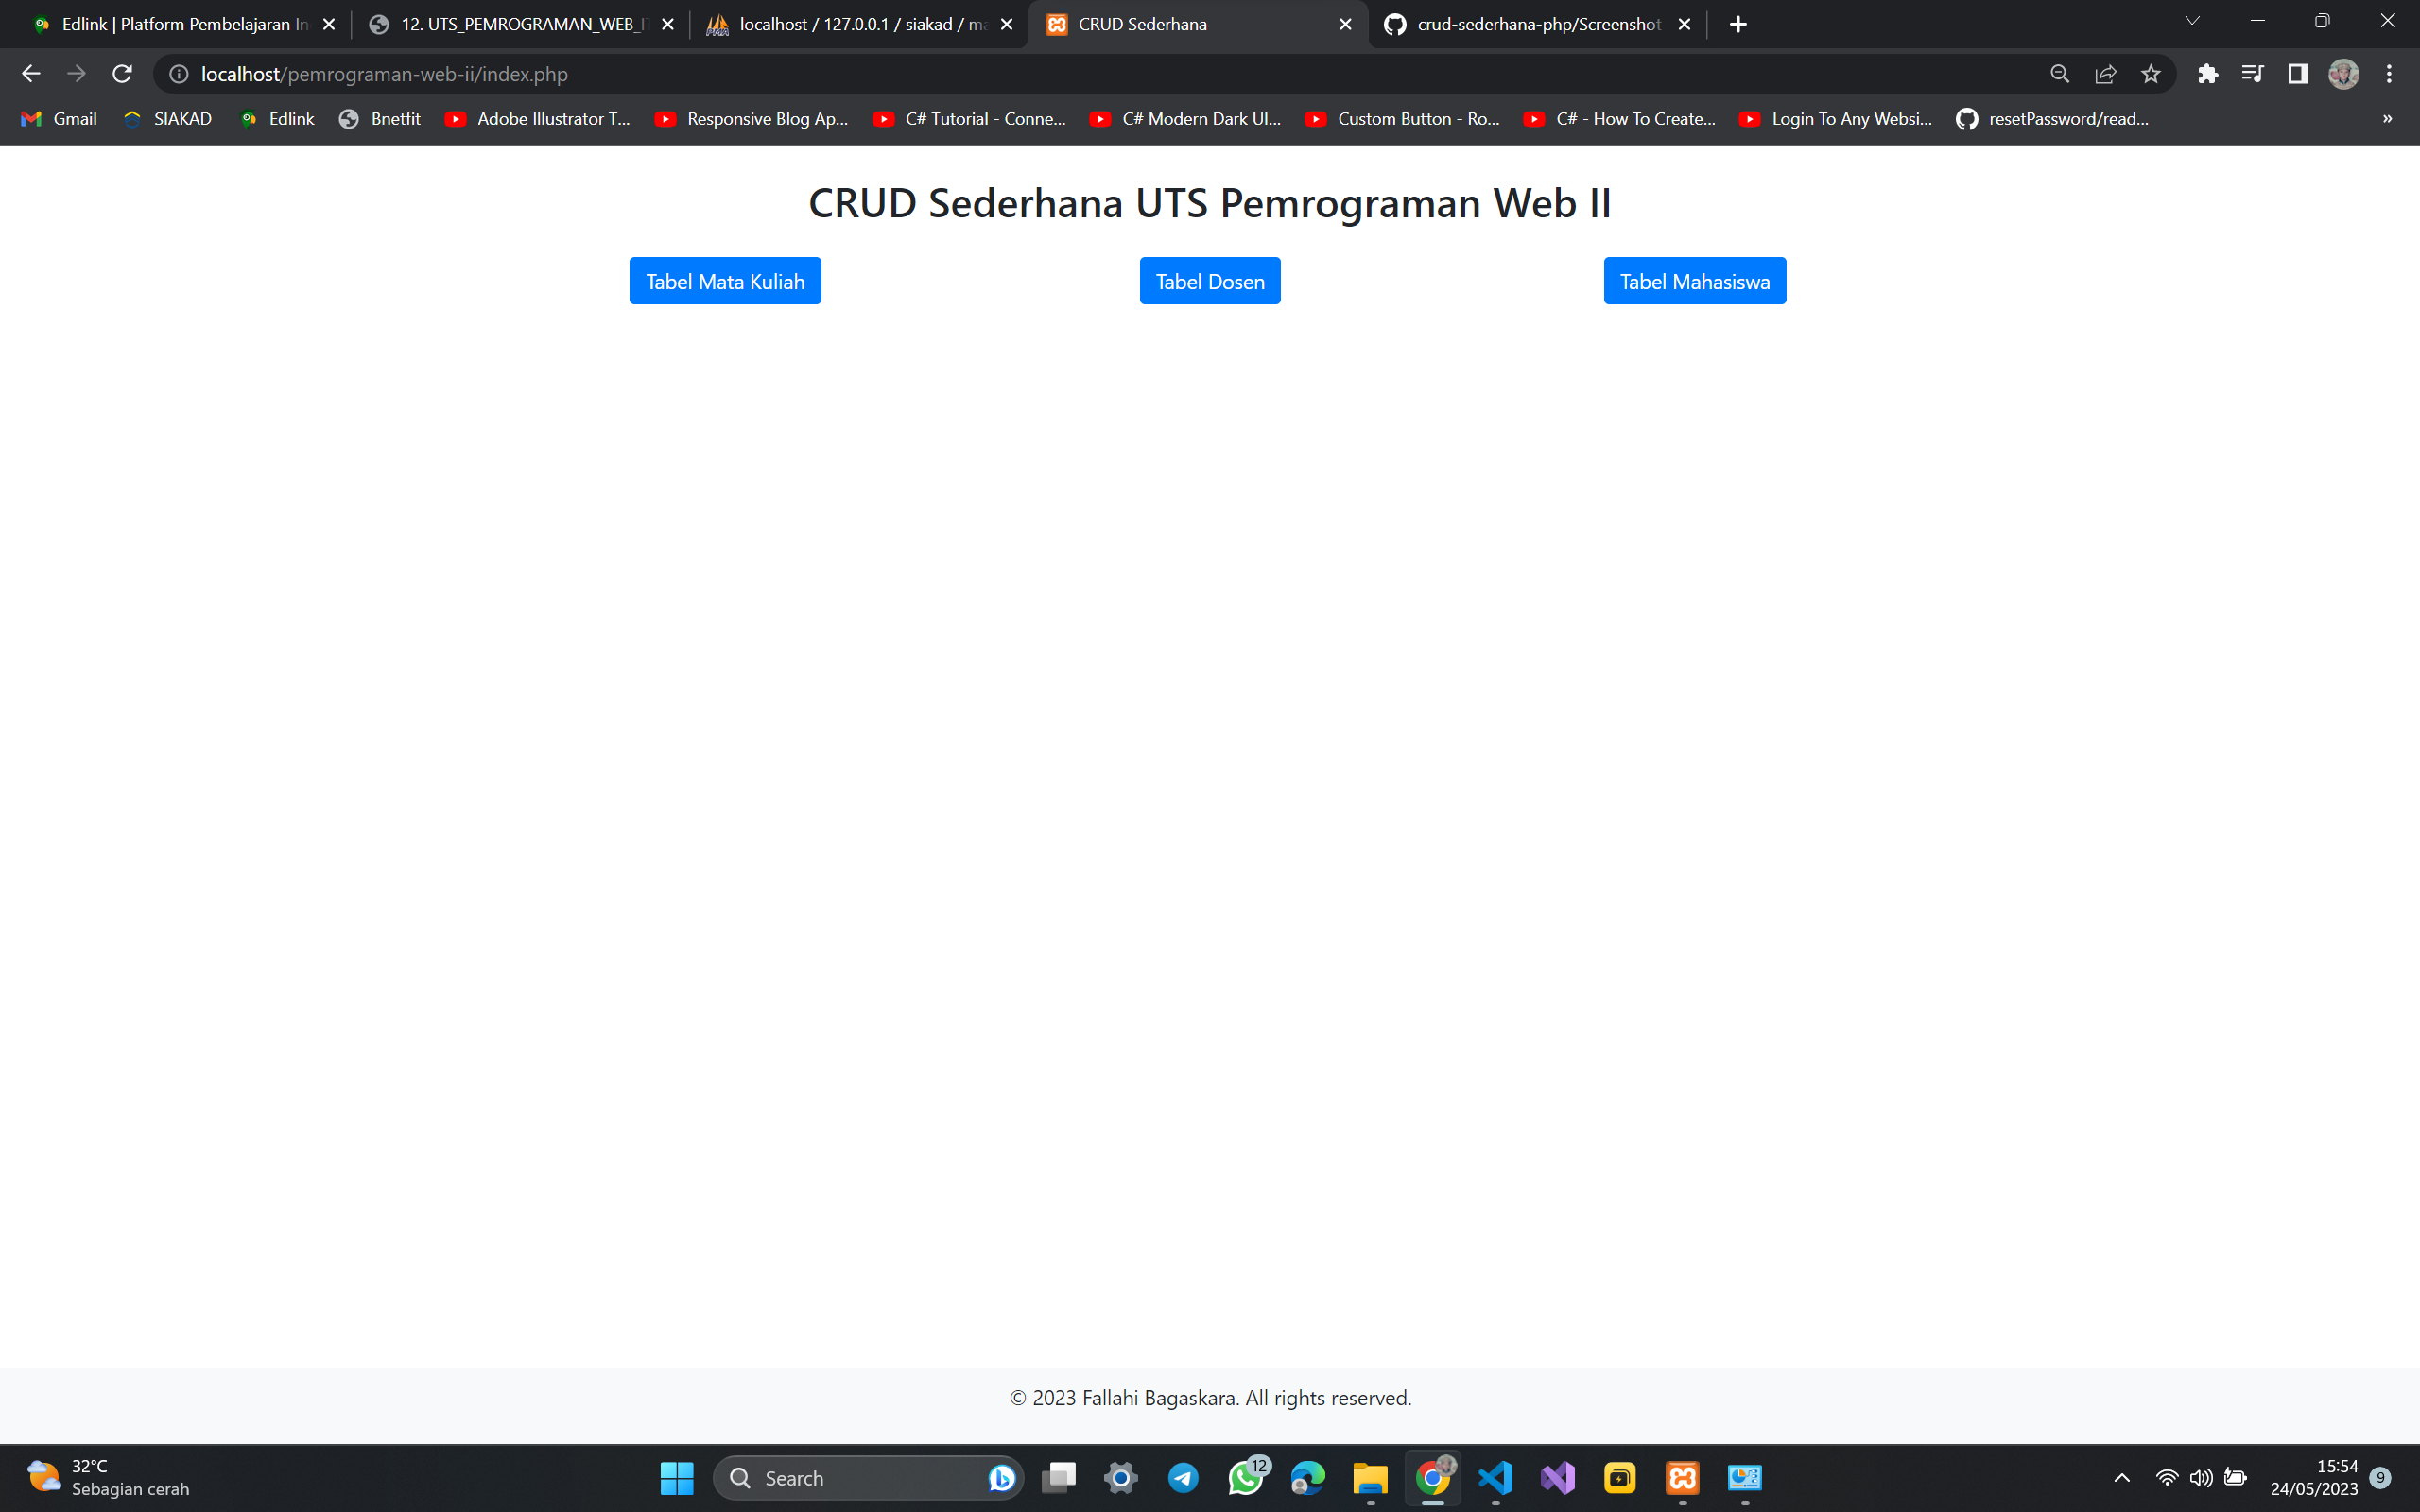 Edlink | Platform Pembelajaran In
12. UTS_PEMROGRAMAN_WEB_IT
localhost / 127.0.0.1 / siakad / ma
CRUD Sederhana
crud-sederhana-php/Screenshot
localhost/pemrograman-web-ii/index.php
Gmail
SIAKAD
Edlink
Bnetfit
Adobe Illustrator T...
Responsive Blog Ap...
C# Tutorial - Conne...
C# Modern Dark UI...
Custom Button - Ro...
C# - How To Create...
Login To Any Websi...
resetPassword/read...
»
CRUD Sederhana UTS Pemrograman Web II
Tabel Mata Kuliah
Tabel Dosen
Tabel Mahasiswa
© 2023 Fallahi Bagaskara. All rights reserved.
32°C
Sebagian cerah
Search
12
15:54
24/05/2023
9